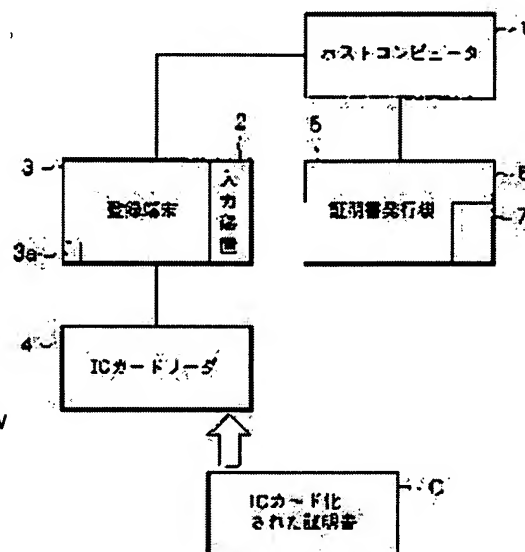 ホストコンピュータ
1
2
5
3
登録端末
入力装置
証明書発行機
6
7
3a
4
ICカードリーダ
ICカード化
された証明書
C